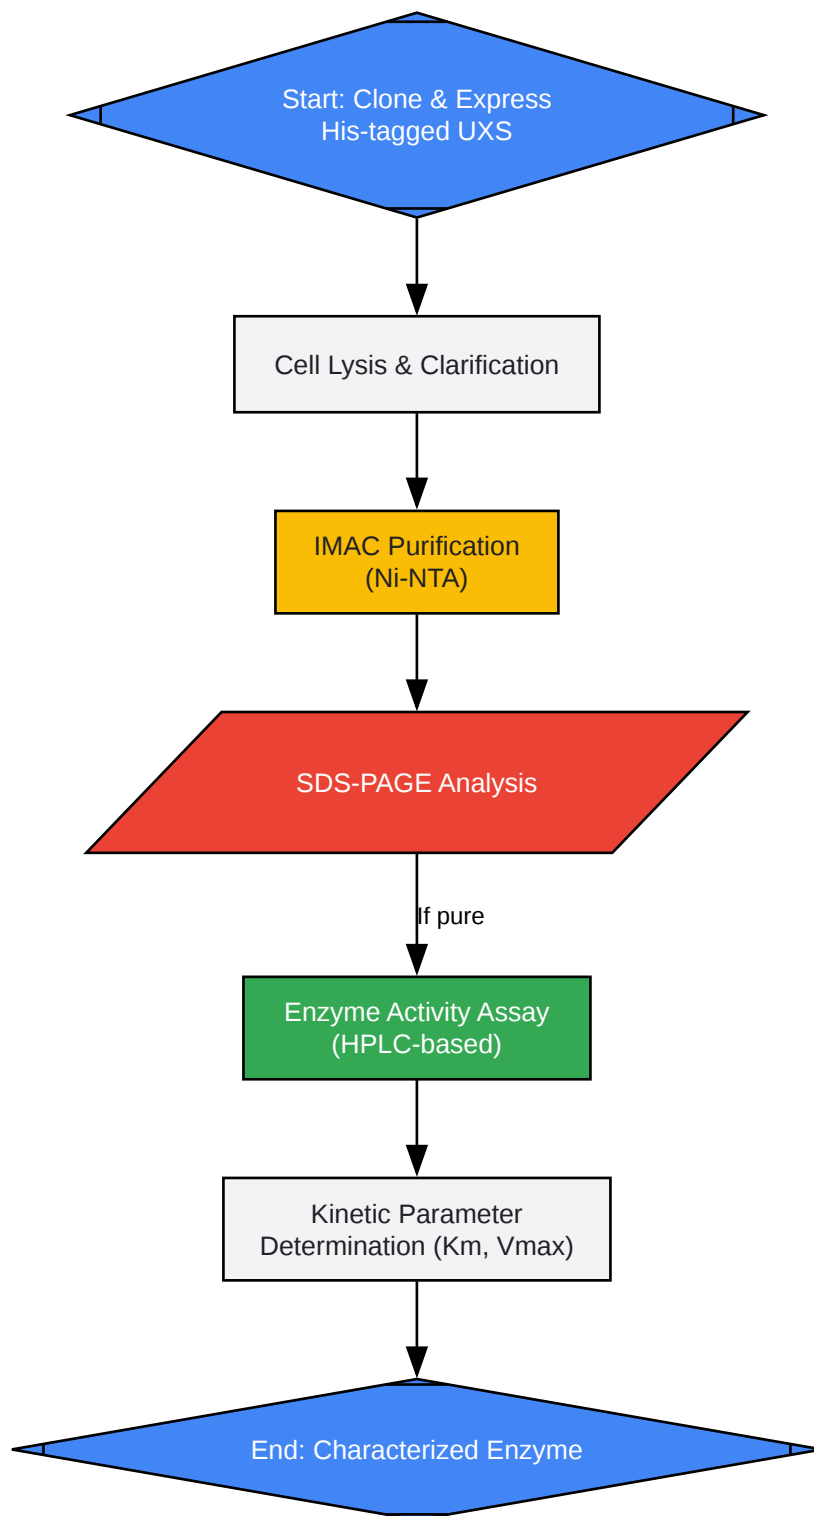 Start: Clone & Express
His-tagged UXS
Cell Lysis & Clarification
IMAC Purification
(Ni-NTA)
SDS-PAGE Analysis
If pure
Enzyme Activity Assay
(HPLC-based)
Kinetic Parameter
Determination (Km, Vmax)
End: Characterized Enzyme